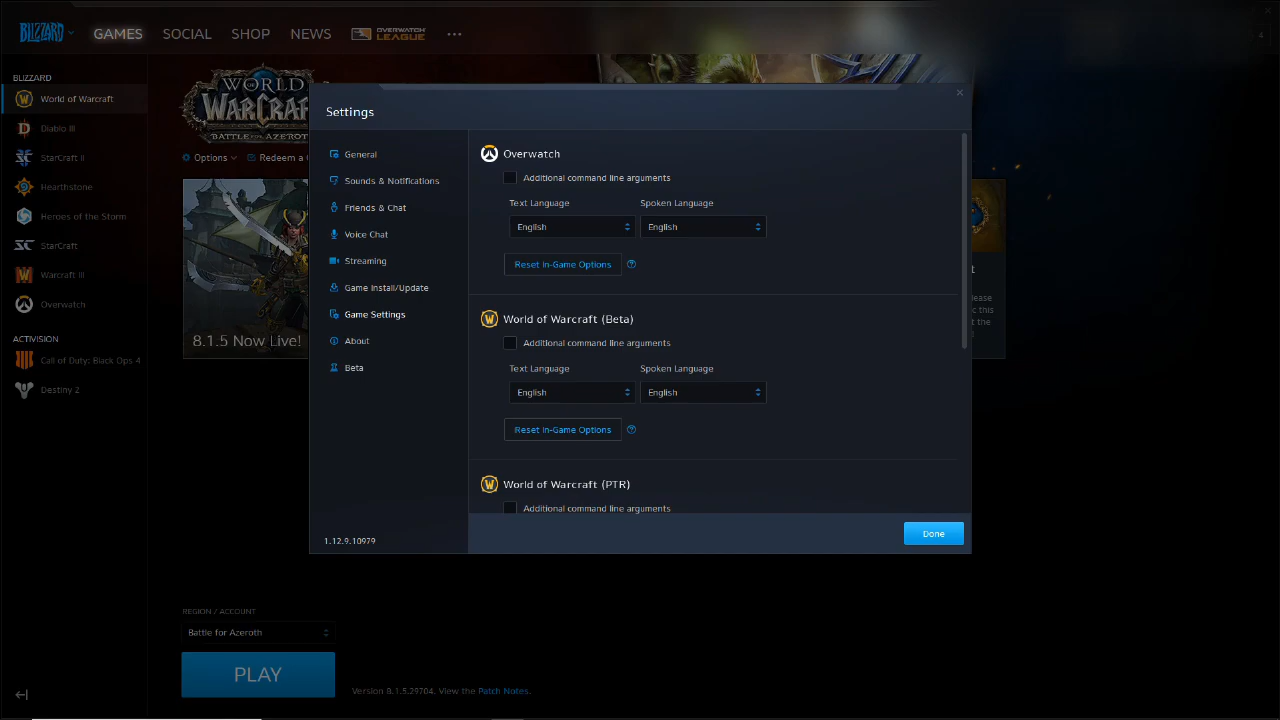 BLIZZARD
GAMES
SOCIAL
SHOP
NEWS
OVERWATCH
LEAGUE
BLIZZARD
World of Warcraft
Diablo III
StarCraft II
Hearthstone
Heroes of the Storm
StarCraft
Warcraft III
Overwatch
ACTIVISION
Call of Duty: Black Ops 4
Destiny 2
WORLD
OF
BATTLE FOR
Options
Redeem a
8.1.5 Now Live!
Settings
General
Sounds & Notifications
Friends & Chat
Voice Chat
Streaming
Game Install/Update
Game Settings
About
Beta
1.12.9.10979
Overwatch
Additional command line arguments
Text Language Spoken Language
English English
Reset In-Game Options
World of Warcraft (Beta)
Additional command line arguments
Text Language Spoken Language
English English
Reset In-Game Options
World of Warcraft (PTR)
Additional command line arguments
Done
REGION / ACCOUNT
Battle for Azeroth
PLAY
Version 8.1.5.29704. View the Patch Notes.